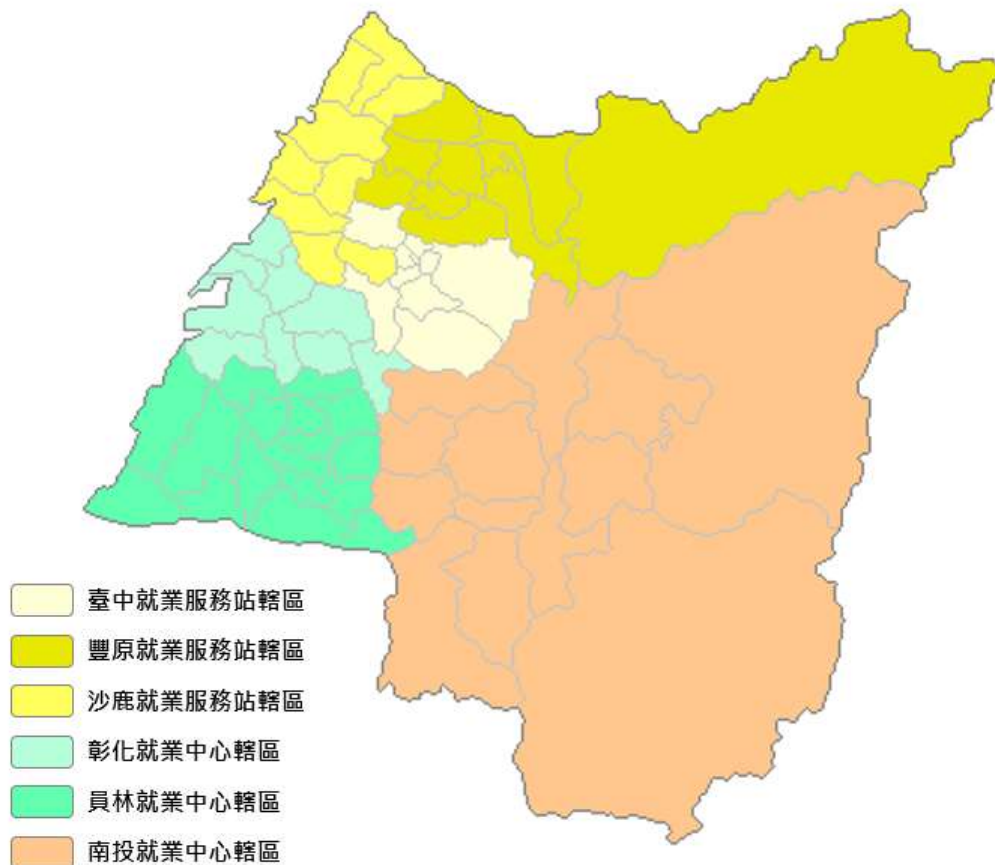 臺中就業服務站轄區
豐原就業服務站轄區
沙鹿就業服務站轄區
彰化就業中心轄區
員林就業中心轄區
南投就業中心轄區